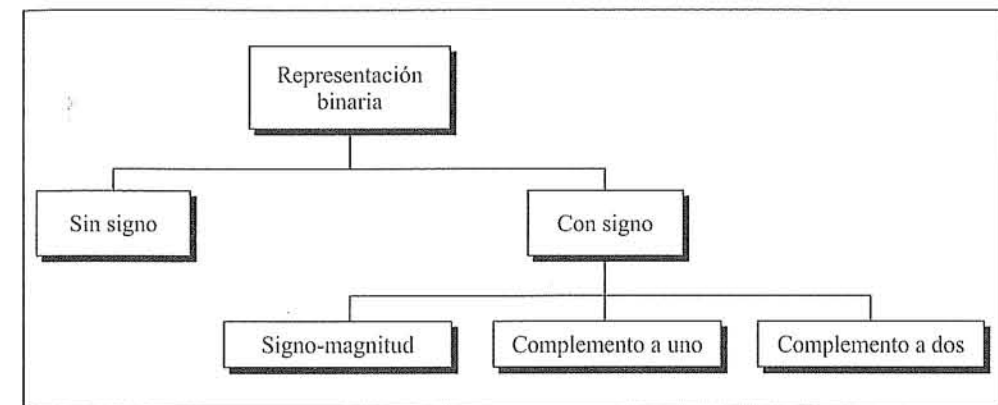 Representación
binaria
Sin signo
Con signo
Signo-magnitud
Complemento a uno
Complemento a dos